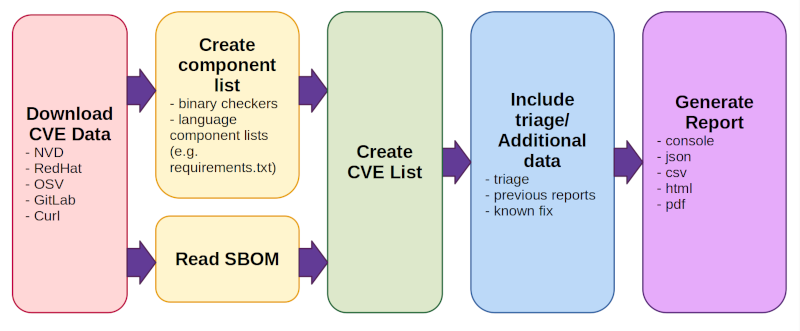 Download
CVE Data
- NVD
- RedHat
- OSV
- GitLab
- Curl
Create
component
list
- binary checkers
- language
component lists
(e.g.
requirements.txt)
Read SBOM
Create
CVE List
Include
triage/
Additional
data
- triage
- previous reports
- known fix
Generate
Report
- console
- json
- csv
- html
- pdf